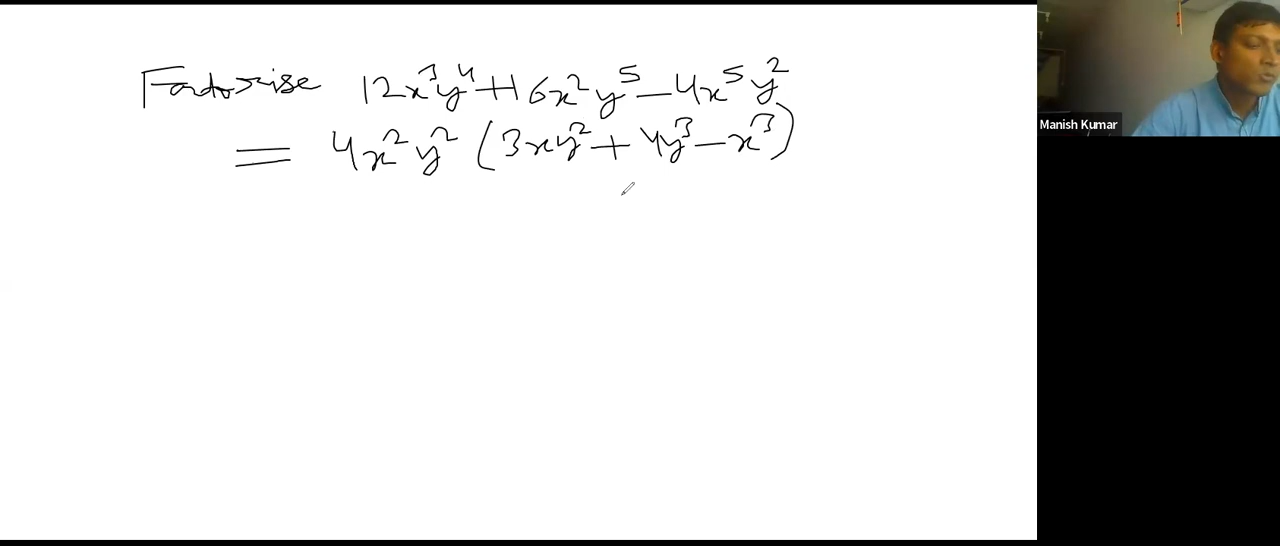 Factorise 12x³y⁴+16x²y⁵-4x⁵y²
= 4x²y² (3xy²+4y³-x³)
Manish Kumar